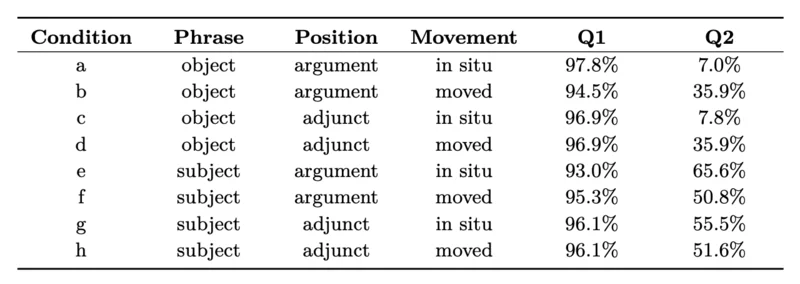 Condition Phrase Position Movement Q1 Q2
a object argument in situ 97.8% 7.0%
b object argument moved 94.5% 35.9%
c object adjunct in situ 96.9% 7.8%
d object adjunct moved 96.9% 35.9%
e subject argument in situ 93.0% 65.6%
f subject argument moved 95.3% 50.8%
g subject adjunct in situ 96.1% 55.5%
h subject adjunct moved 96.1% 51.6%